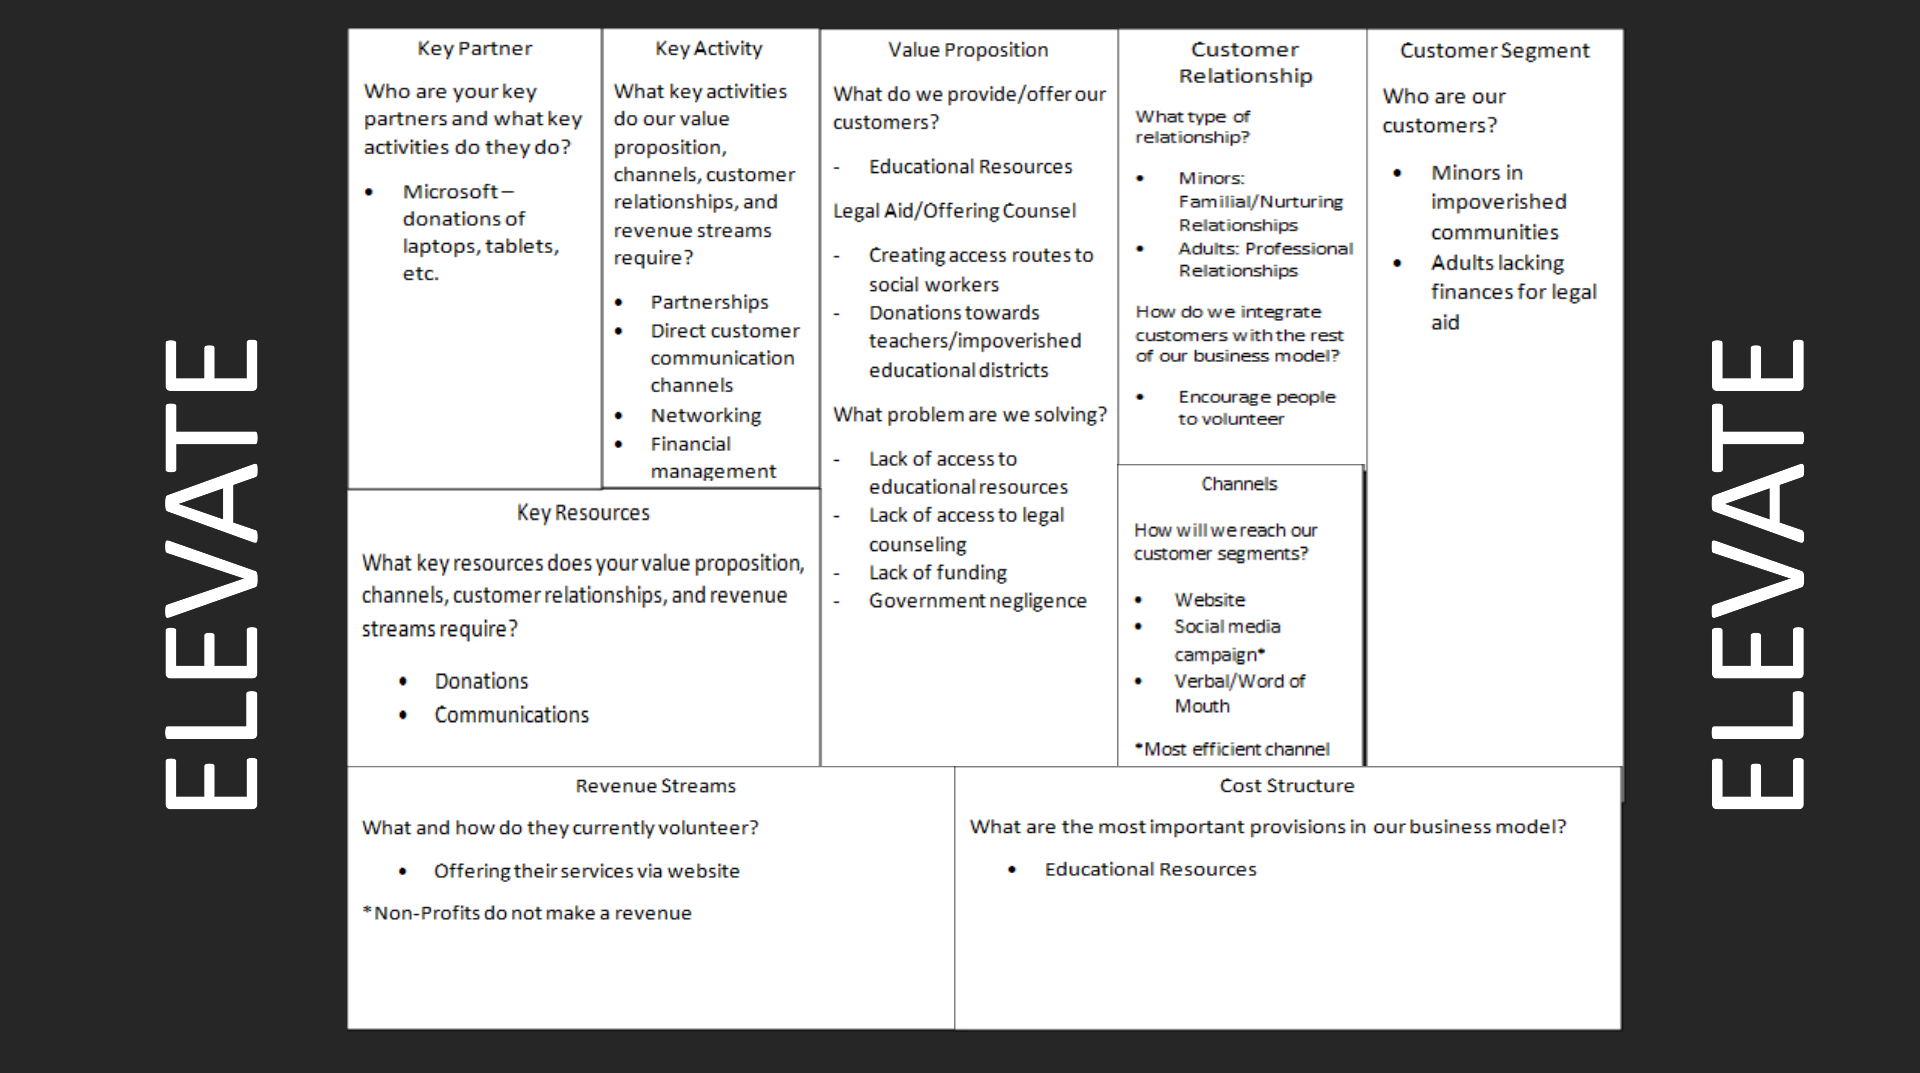 ELEVATE
Key Partner
Who are your key
partners and what key
activities do they do?
• Microsoft –
donations of
laptops, tablets,
etc.
Key Activity
What key activities
do our value
proposition,
channels, customer
relationships, and
revenue streams
require?
• Partnerships
• Direct customer
communication
channels
• Networking
• Financial
management
Key Resources
What key resources does your value proposition,
channels, customer relationships, and revenue
streams require?
• Donations
• Communications
Value Proposition
What do we provide/offer our
customers?
- Educational Resources
Legal Aid/Offering Counsel
- Creating access routes to
social workers
- Donations towards
teachers/impoverished
educational districts
What problem are we solving?
- Lack of access to
educational resources
- Lack of access to legal
counseling
- Lack of funding
- Government negligence
Customer
Relationship
What type of
relationship?
• Minors:
Familial/Nurturing
Relationships
• Adults: Professional
Relationships
How do we integrate
customers with the rest
of our business model?
• Encourage people
to volunteer
Channels
How will we reach our
customer segments?
• Website
• Social media
campaign*
• Verbal/Word of
Mouth
*Most efficient channel
Customer Segment
Who are our
customers?
• Minors in
impoverished
communities
• Adults lacking
finances for legal
aid
Revenue Streams
What and how do they currently volunteer?
• Offering their services via website
*Non-Profits do not make a revenue
Cost Structure
What are the most important provisions in our business model?
• Educational Resources
ELEVATE